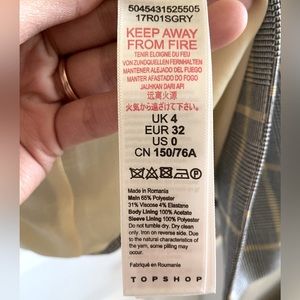 5045431525505
17R01SGRY
KEEP AWAY
FROM FIRE
TENIR ELOIGNE DU FEU
VON ZUNDQUELLEN FERNHALTEN
MANTENER ALEJADO DEL FUEGO
MANTER AFASTADO DO FOGO
JAUHKAN DARI API
远离火源
火気から遠ざけて下さい。
UK 4
EUR 32
US 0
CN 150/76A
Made in Romania
Main 65% Polyester
31% Viscose 4% Elastene
Body Lining 100% Acetate
Sleeve Lining 100% Polyester
Do not tumble dry. Dry clean
only. Iron on reverse side. Due
to the natural characteristics of
the yarn, some pilling may
occur.
Fabriqué en Roumanie
TOPSHOP